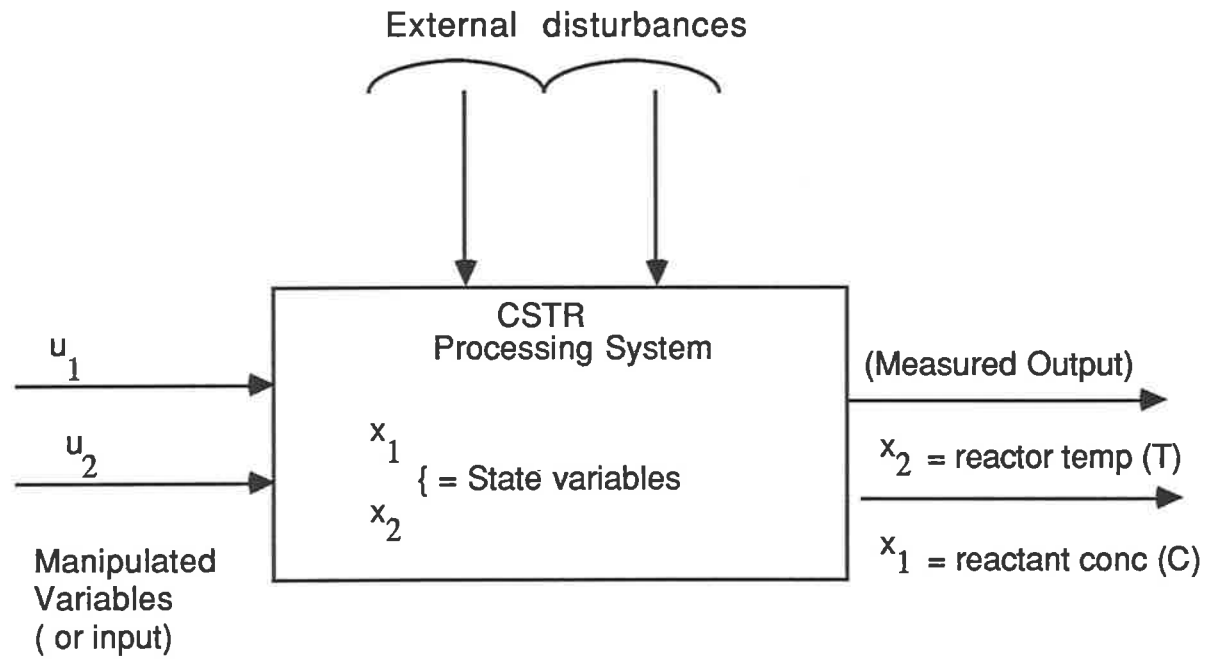 External disturbances
CSTR
Processing System
u1
(Measured Output)
x1
u2
x2 = reactor temp (T)
{ = State variables
x2
x1 = reactant conc (C)
Manipulated
Variables
( or input)